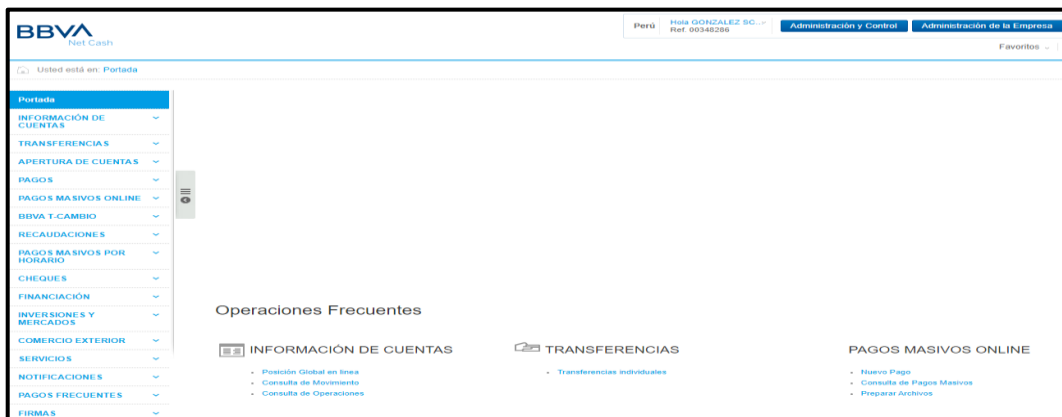 BBVA
Net Cash
Perú
Hola GONZALEZ SC...
Ref. 00346286
Administración y Control
Administración de la Empresa
Favoritos
Usted está en: Portada
Portada
INFORMACIÓN DE
CUENTAS
TRANSFERENCIAS
APERTURA DE CUENTAS
PAGOS
PAGOS MASIVOS ONLINE
BBVA T-CAMBIO
RECAUDACIONES
PAGOS MASIVOS POR
HORARIO
CHEQUES
FINANCIACIÓN
INVERSIONES Y
MERCADOS
COMERCIO EXTERIOR
SERVICIOS
NOTIFICACIONES
PAGOS FRECUENTES
FIRMAS
Operaciones Frecuentes
INFORMACIÓN DE CUENTAS
Posición Global en línea
Consulta de Movimiento
Consulta de Operaciones
TRANSFERENCIAS
Transferencias individuales
PAGOS MASIVOS ONLINE
Nuevo Pago
Consulta de Pagos Masivos
Preparar Archivos